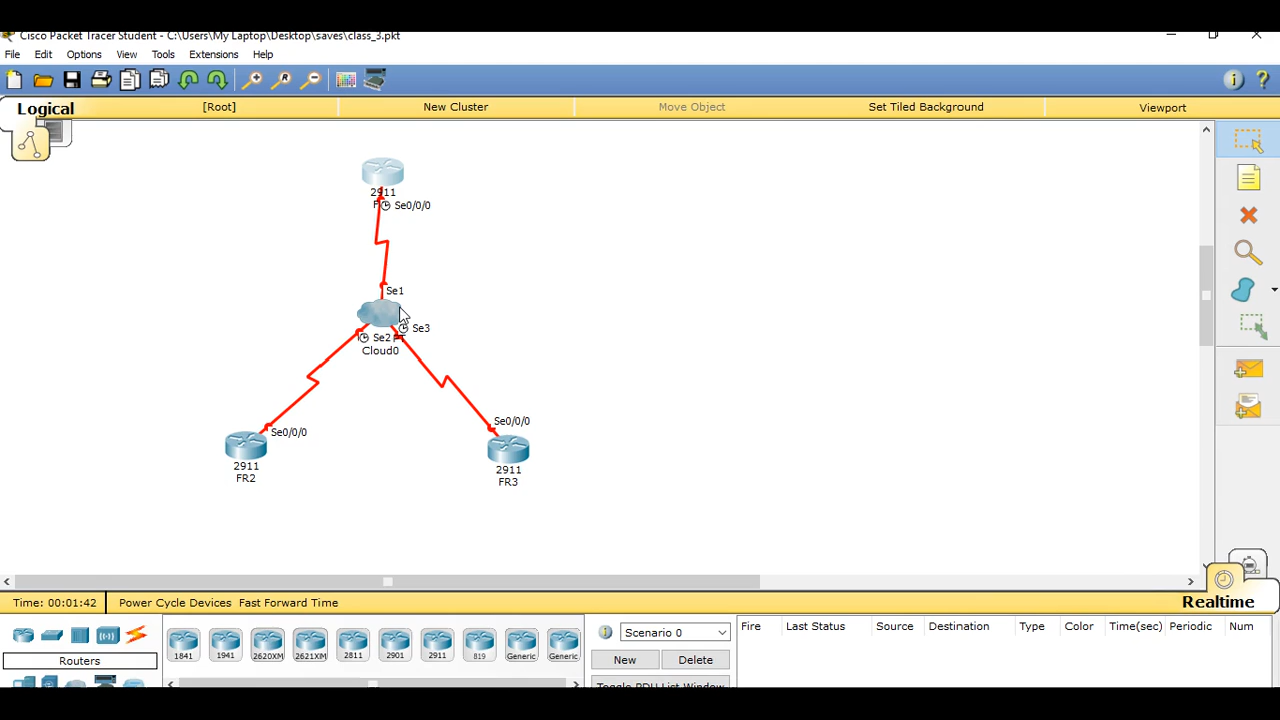 Cisco Packet Tracer Student - C:\Users\My Laptop\Desktop\saves\class_3.pkt
File Edit Options View Tools Extensions Help
Logical [Root] New Cluster Move Object Set Tiled Background Viewport
2911
Se0/0/0
Se1
Se3
Se2
Cloud0
Se0/0/0
Se0/0/0
2911
FR2
2911
FR3
Time: 00:01:42 Power Cycle Devices Fast Forward Time
Realtime
Routers
1841 1941 2620XM 2621XM 2811 2901 2911 819 Generic Generic
Scenario 0
New Delete
Toggle PDU List Window
Fire Last Status Source Destination Type Color Time(sec) Periodic Num